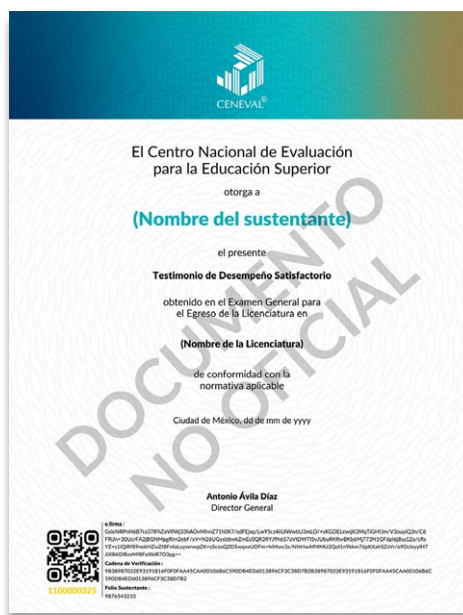 CENEVAL®
El Centro Nacional de Evaluación
para la Educación Superior
otorga a
(Nombre del sustentante)
el presente
Testimonio de Desempeño Satisfactorio
obtenido en el Examen General para
el Egreso de la Licenciatura en
(Nombre de la Licenciatura)
de conformidad con la
normativa aplicable
Ciudad de México, dd de mm de yyyy
DOCUMENTO
NO OFICIAL
Antonio Ávila Díaz
Director General
e.firma :
Cadena de Verificación :
Folio Sustentante :
9876543210
1100000325